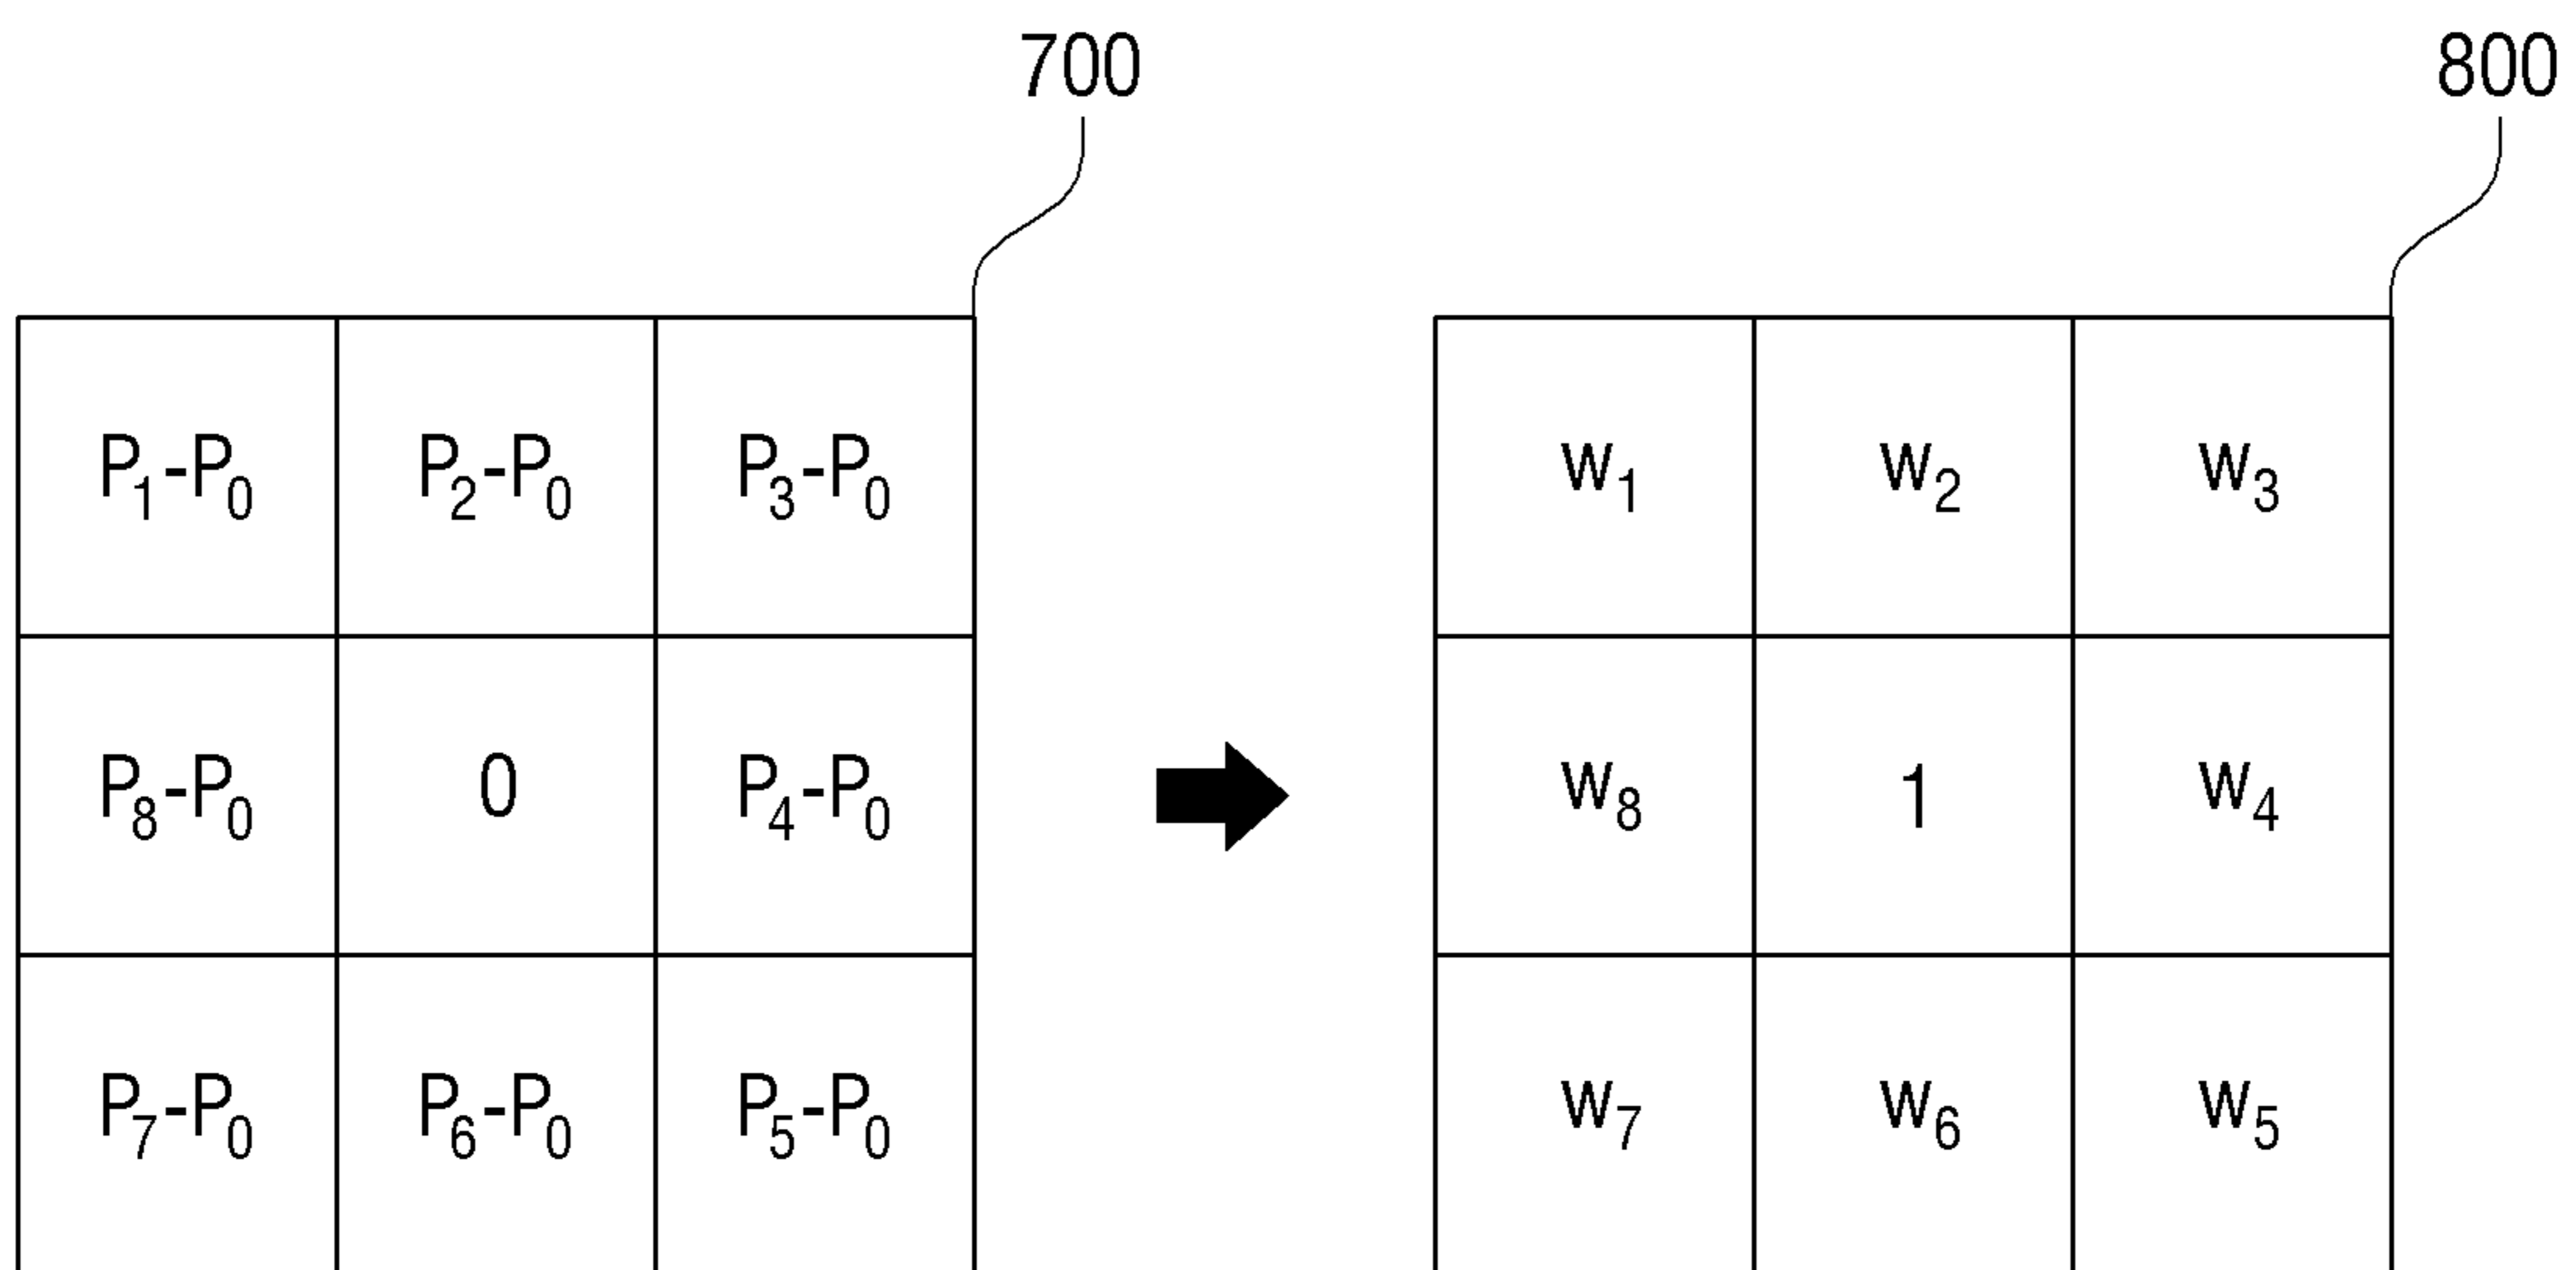 700 800
P₁-P₀ P₂-P₀ P₃-P₀ w₁ w₂ w₃
P₈-P₀ 0 P₄-P₀ w₈ 1 w₄
P₇-P₀ P₆-P₀ P₅-P₀ w₇ w₆ w₅